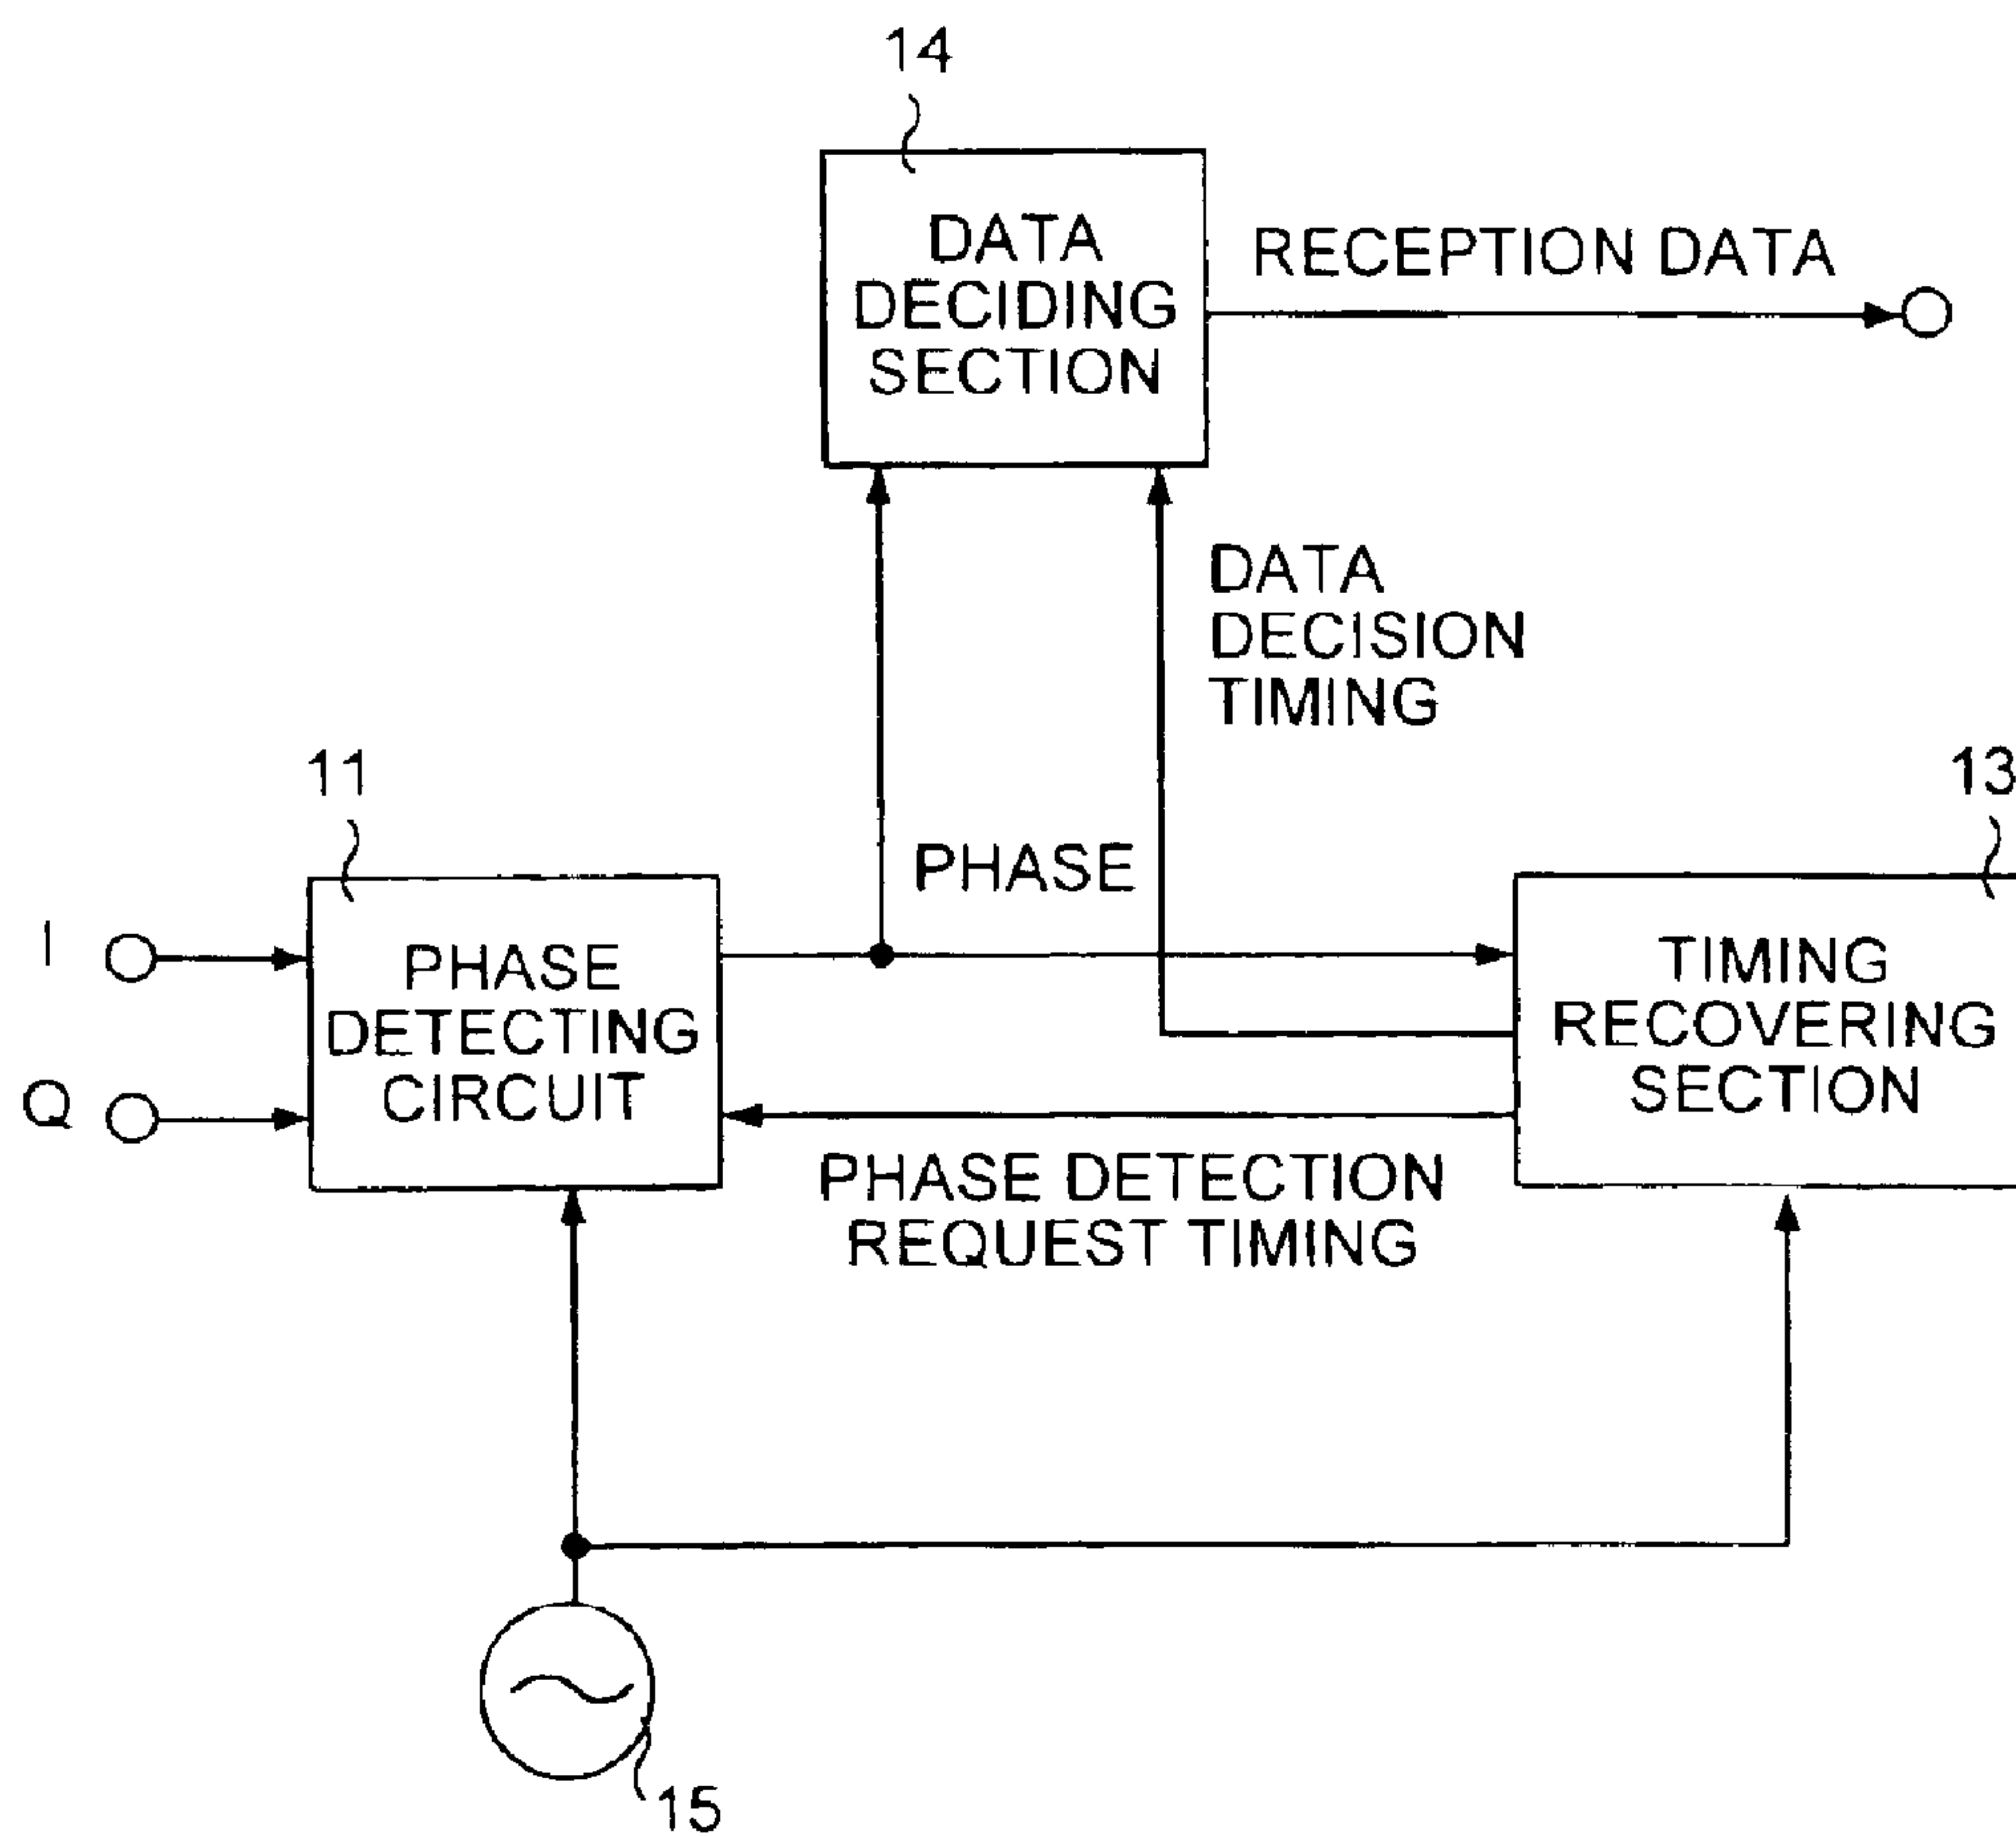 14
DATA
DECIDING
SECTION
RECEPTION DATA
DATA
DECISION
TIMING
11
13
PHASE
I
Q
PHASE
DETECTING
CIRCUIT
TIMING
RECOVERING
SECTION
PHASE DETECTION
REQUEST TIMING
15